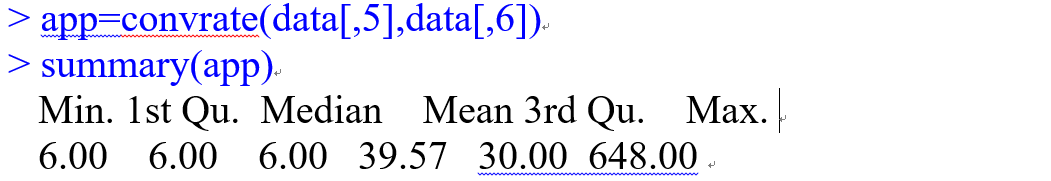 > app=convrate(data[,5],data[,6])
> summary(app)
Min. 1st Qu. Median Mean 3rd Qu. Max.
6.00 6.00 6.00 39.57 30.00 648.00